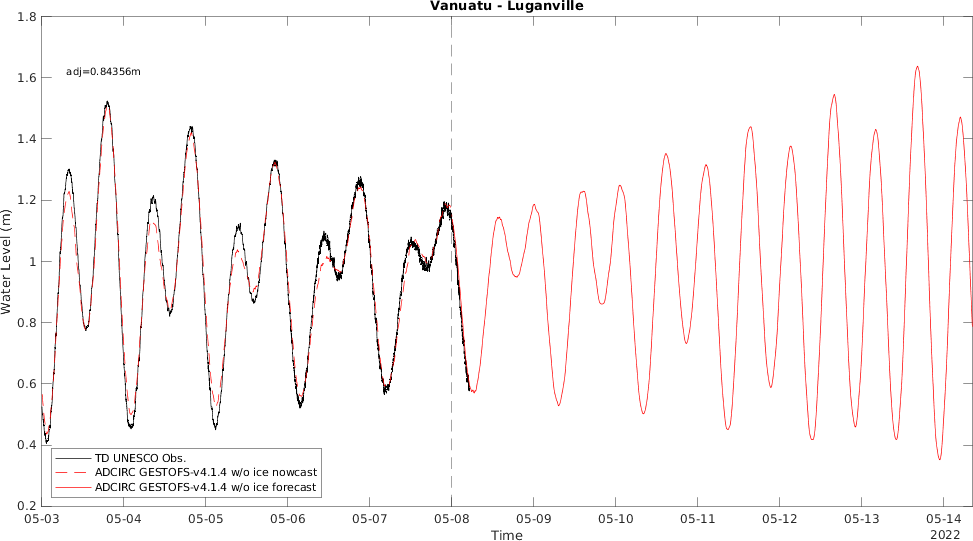 Vanuatu - Luganville
adj=0.84356m
Water Level (m)
1.8
1.6
1.4
1.2
1
0.8
0.6
0.4
0.2
TD UNESCO Obs.
ADCIRC GESTOFS-v4.1.4 w/o ice nowcast
ADCIRC GESTOFS-v4.1.4 w/o ice forecast
05-03 05-04 05-05 05-06 05-07 05-08 05-09 05-10 05-11 05-12 05-13 05-14
2022
Time